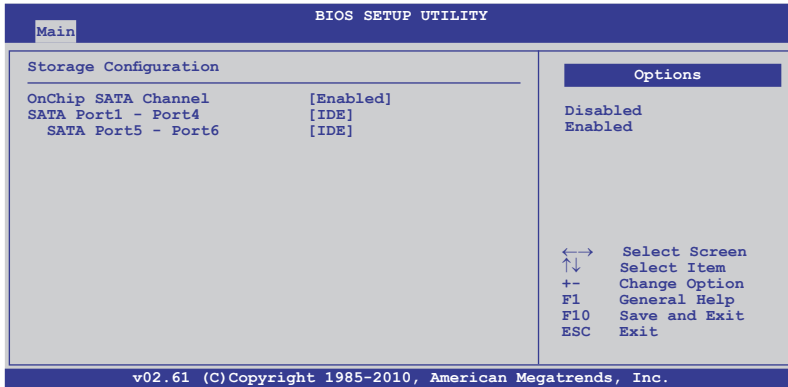 BIOS SETUP UTILITY
Main
Storage Configuration
OnChip SATA Channel [Enabled]
SATA Port1 - Port4 [IDE]
SATA Port5 - Port6 [IDE]
Options
Disabled
Enabled
←→ Select Screen
↑↓ Select Item
+- Change Option
F1 General Help
F10 Save and Exit
ESC Exit
v02.61 (C)Copyright 1985-2010, American Megatrends, Inc.